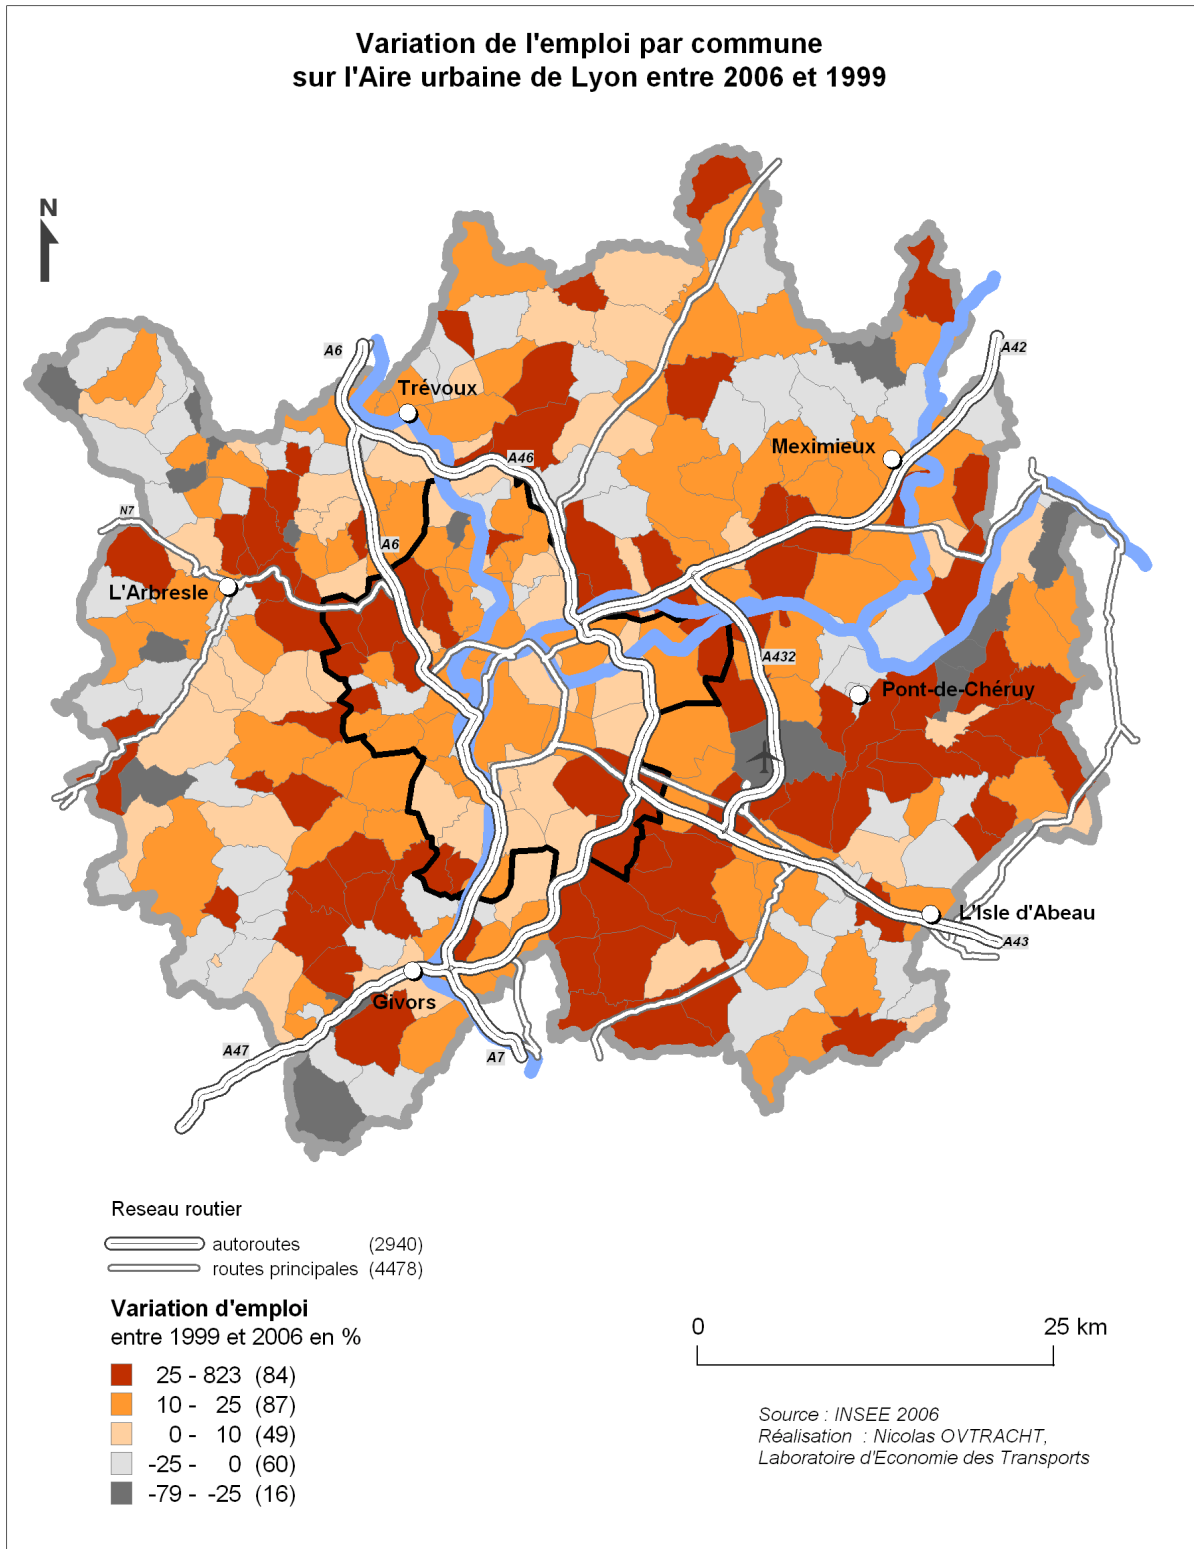 Variation de l'emploi par commune
sur l'Aire urbaine de Lyon entre 2006 et 1999
N
A6
A42
Trévoux
Meximieux
A46
N7
A6
L'Arbresle
A432
Pont-de-Chéruy
L'Isle d'Abeau
A43
Givors
A47
A7
Reseau routier
autoroutes (2940)
routes principales (4478)
Variation d'emploi
entre 1999 et 2006 en %
25 - 823 (84)
10 - 25 (87)
0 - 10 (49)
-25 - 0 (60)
-79 - -25 (16)
0 25 km
Source : INSEE 2006
Réalisation : Nicolas OVTRACHT,
Laboratoire d'Economie des Transports